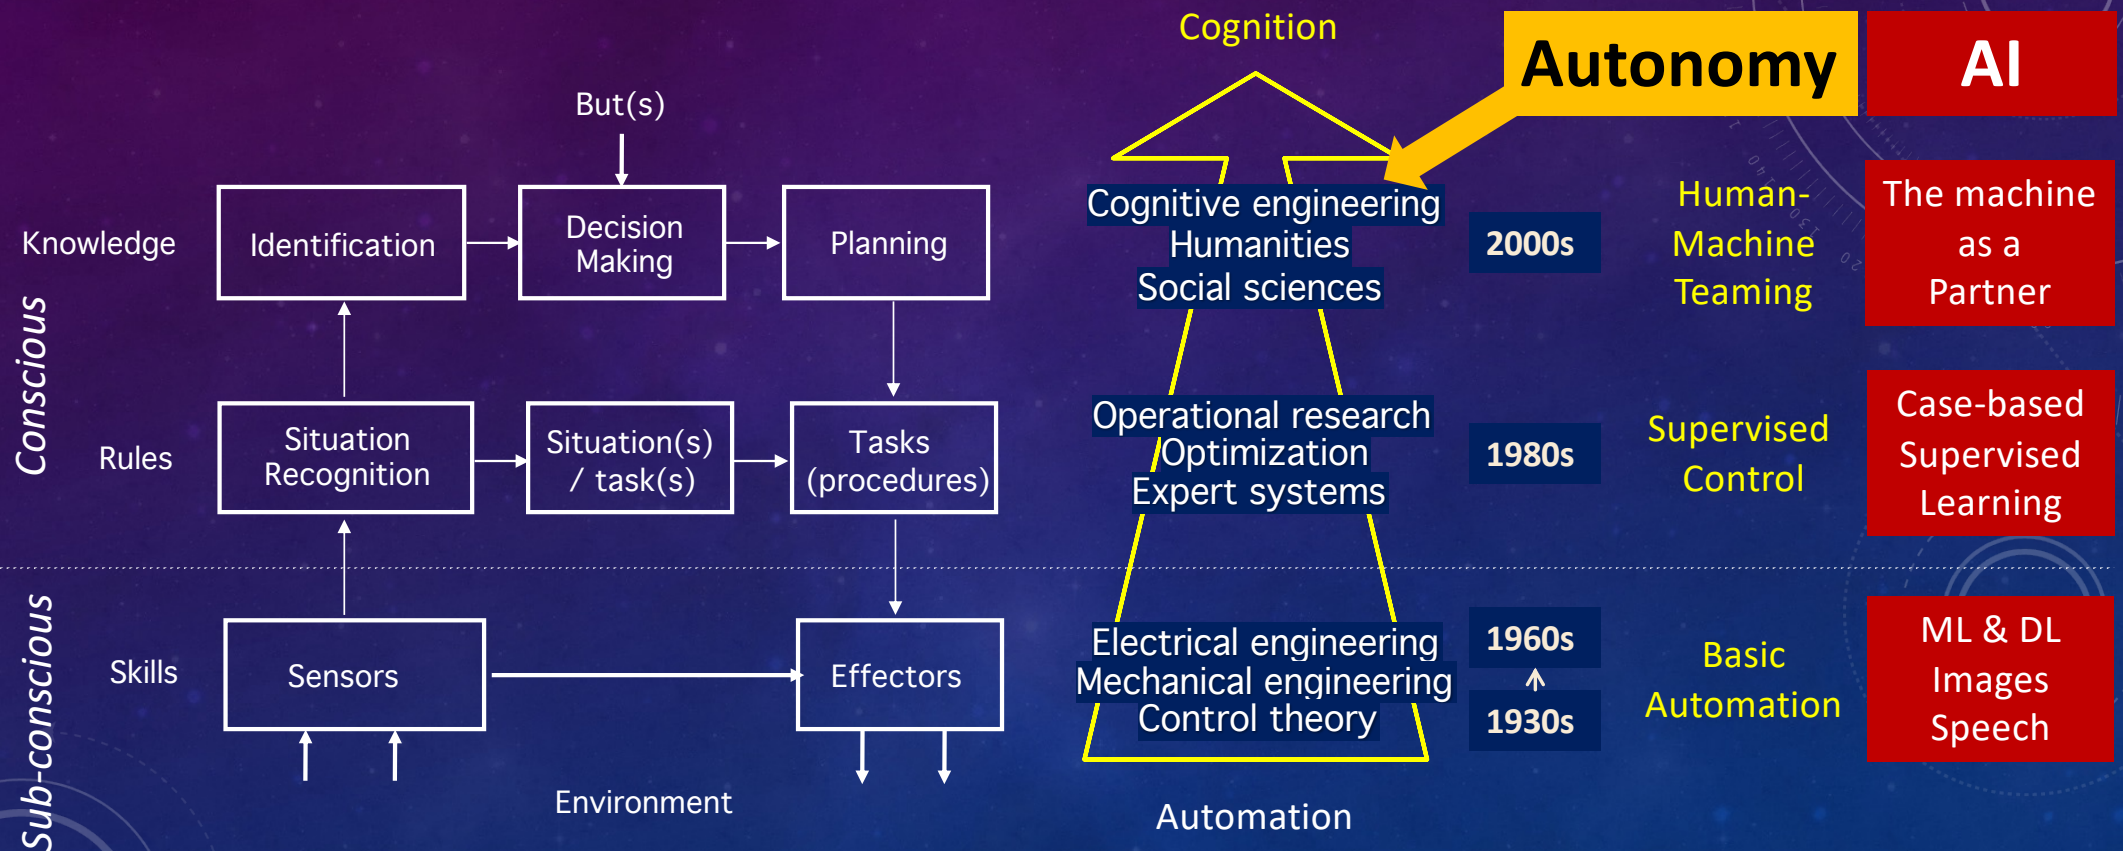 Cognition
Autonomy
AI
But(s)
Knowledge
Identification
Decision
Making
Planning
Cognitive engineering
Humanities
Social sciences
2000s
Human-
Machine
Teaming
The machine
as a
Partner
Conscious
Rules
Situation
Recognition
Situation(s)
/ task(s)
Tasks
(procedures)
Operational research
Optimization
Expert systems
1980s
Supervised
Control
Case-based
Supervised
Learning
Sub-conscious
Skills
Sensors
Effectors
Electrical engineering
Mechanical engineering
Control theory
1960s
1930s
Basic
Automation
ML & DL
Images
Speech
Environment
Automation